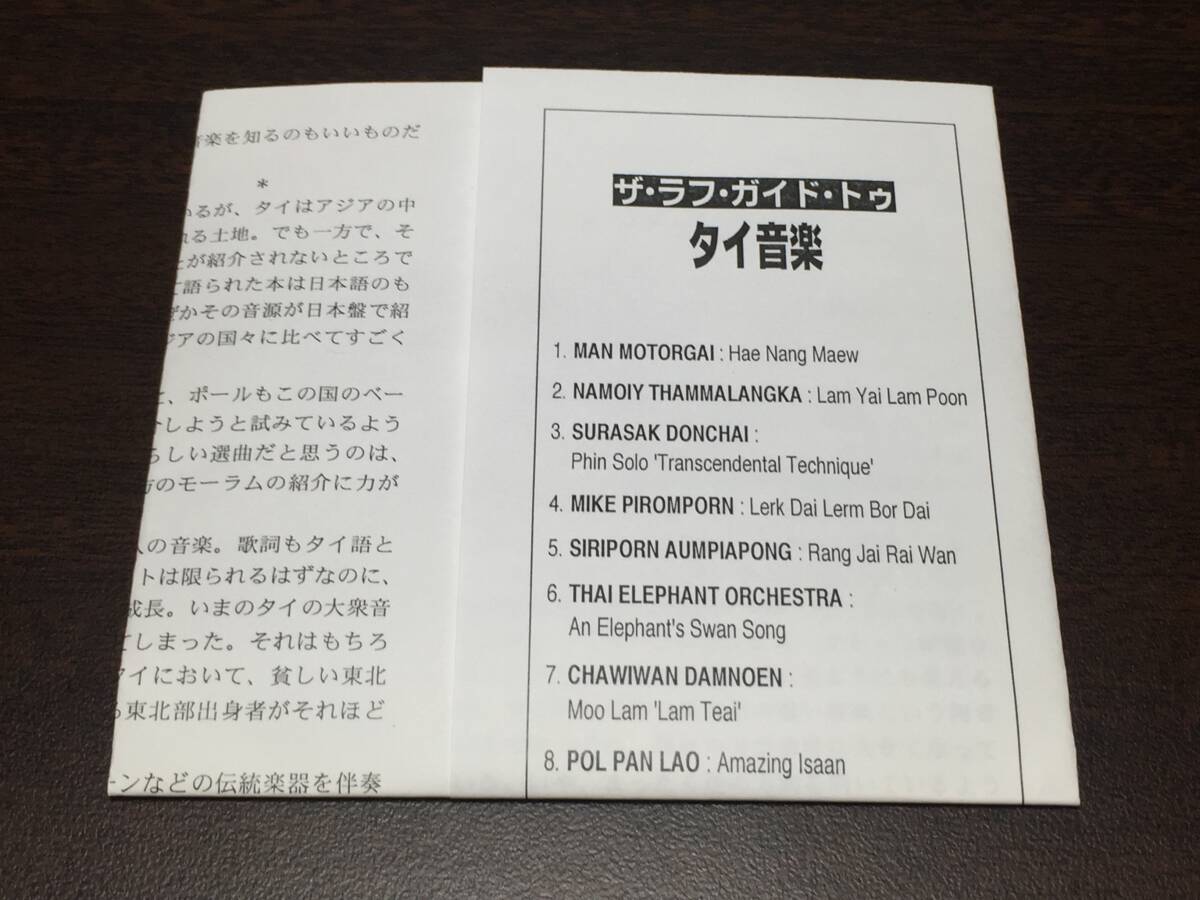 音楽を知るのもいいものだ
*
いるが、タイはアジアの中
れる土地。でも一方で、そ
とが紹介されないところで
て語られた本は日本語のも
かその音源が日本盤で紹
ジアの国々に比べてすごく
、ポールもこの国のベー
介しようと試みているよう
らしい選曲だと思うのは、
方のモーラムの紹介に力が
人の音楽。歌詞もタイ語と
ットは限られるはずなのに、
成長。いまのタイの大衆音
てしまった。それはもちろ
タイにおいて、貧しい東北
る東北部出身者がそれほど
ーンなどの伝統楽器を伴奏
ザ・ラフ・ガイド・トゥ
タイ音楽
1. MAN MOTORGAI : Hae Nang Maew
2. NAMOIY THAMMALANGKA : Lam Yai Lam Poon
3. SURASAK DONCHAI :
Phin Solo 'Transcendental Technique'
4. MIKE PIROMPORN : Lerk Dai Lerm Bor Dai
5. SIRIPORN AUMPIAPONG : Rang Jai Rai Wan
6. THAI ELEPHANT ORCHESTRA :
An Elephant's Swan Song
7. CHAWIWAN DAMNOEN :
Moo Lam 'Lam Teai'
8. POL PAN LAO : Amazing Isaan